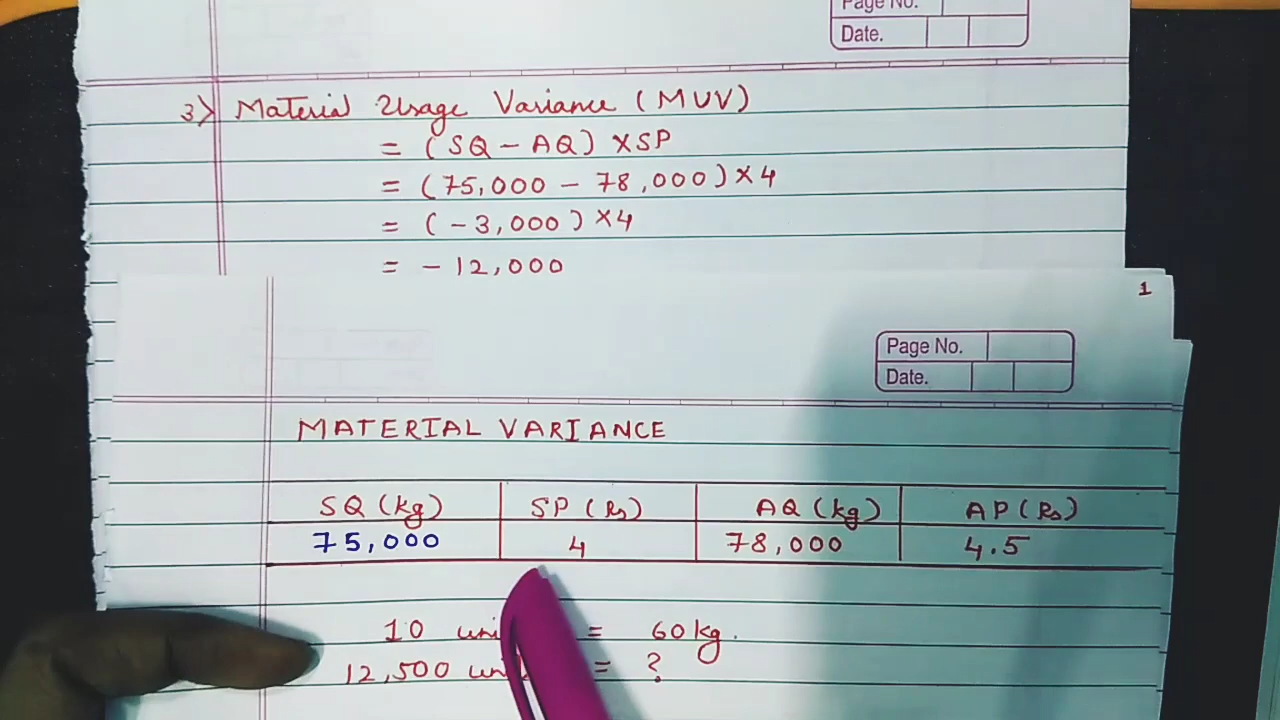 Page No.
Date.
3) Material Usage Variance (MUV)
= (SQ - AQ) × SP
= (75,000 - 78,000) × 4
= (-3,000) × 4
= - 12,000
1
Page No.
Date.
MATERIAL VARIANCE
SQ (kg) SP (Rs) AQ (kg) AP (Rs)
75,000 4 78,000 4.5
10 = 60 kg.
12,500 = ?